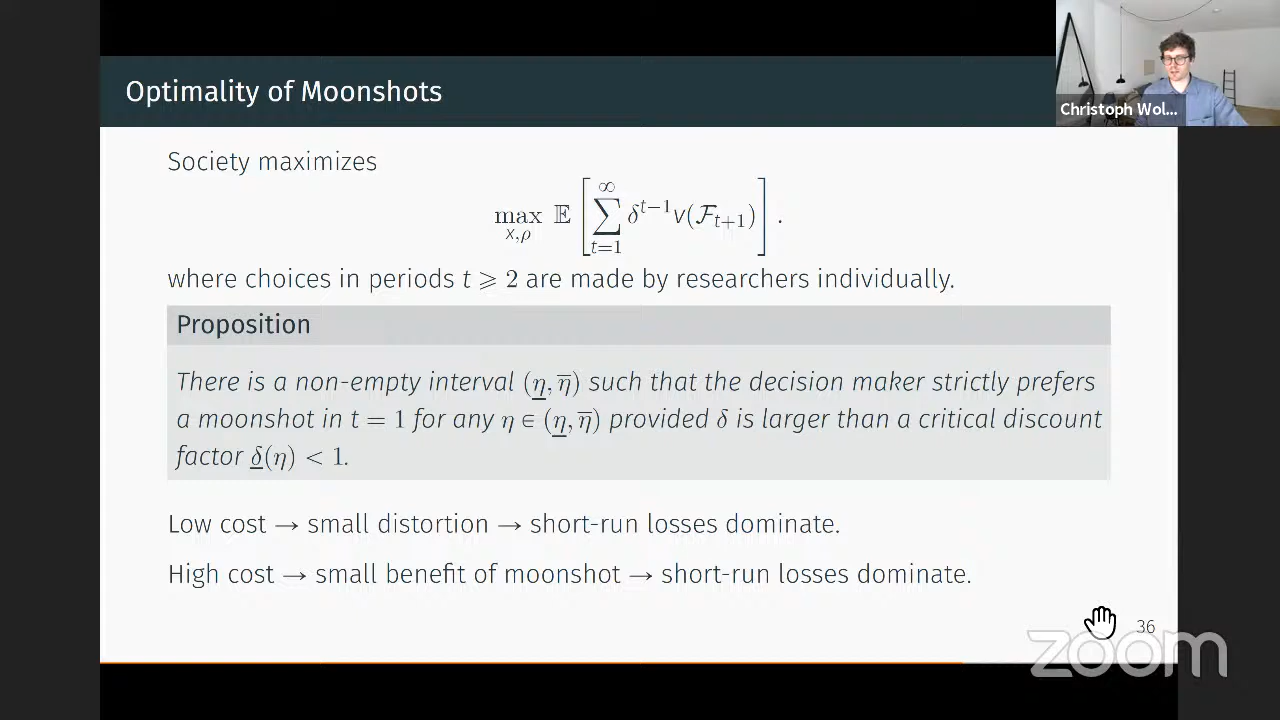 Optimality of Moonshots
Christoph Wol...
Society maximizes
max_{x,ρ} 𝔼 [ ∑_{t=1}^{∞} δ^{t−1} v(ℱ_{t+1}) ] .
where choices in periods t ⩾ 2 are made by researchers individually.
Proposition
There is a non-empty interval (η̲, η̅) such that the decision maker strictly prefers
a moonshot in t = 1 for any η ∈ (η̲, η̅) provided δ is larger than a critical discount
factor δ̲(η) < 1.
Low cost → small distortion → short-run losses dominate.
High cost → small benefit of moonshot → short-run losses dominate.
36
zoom